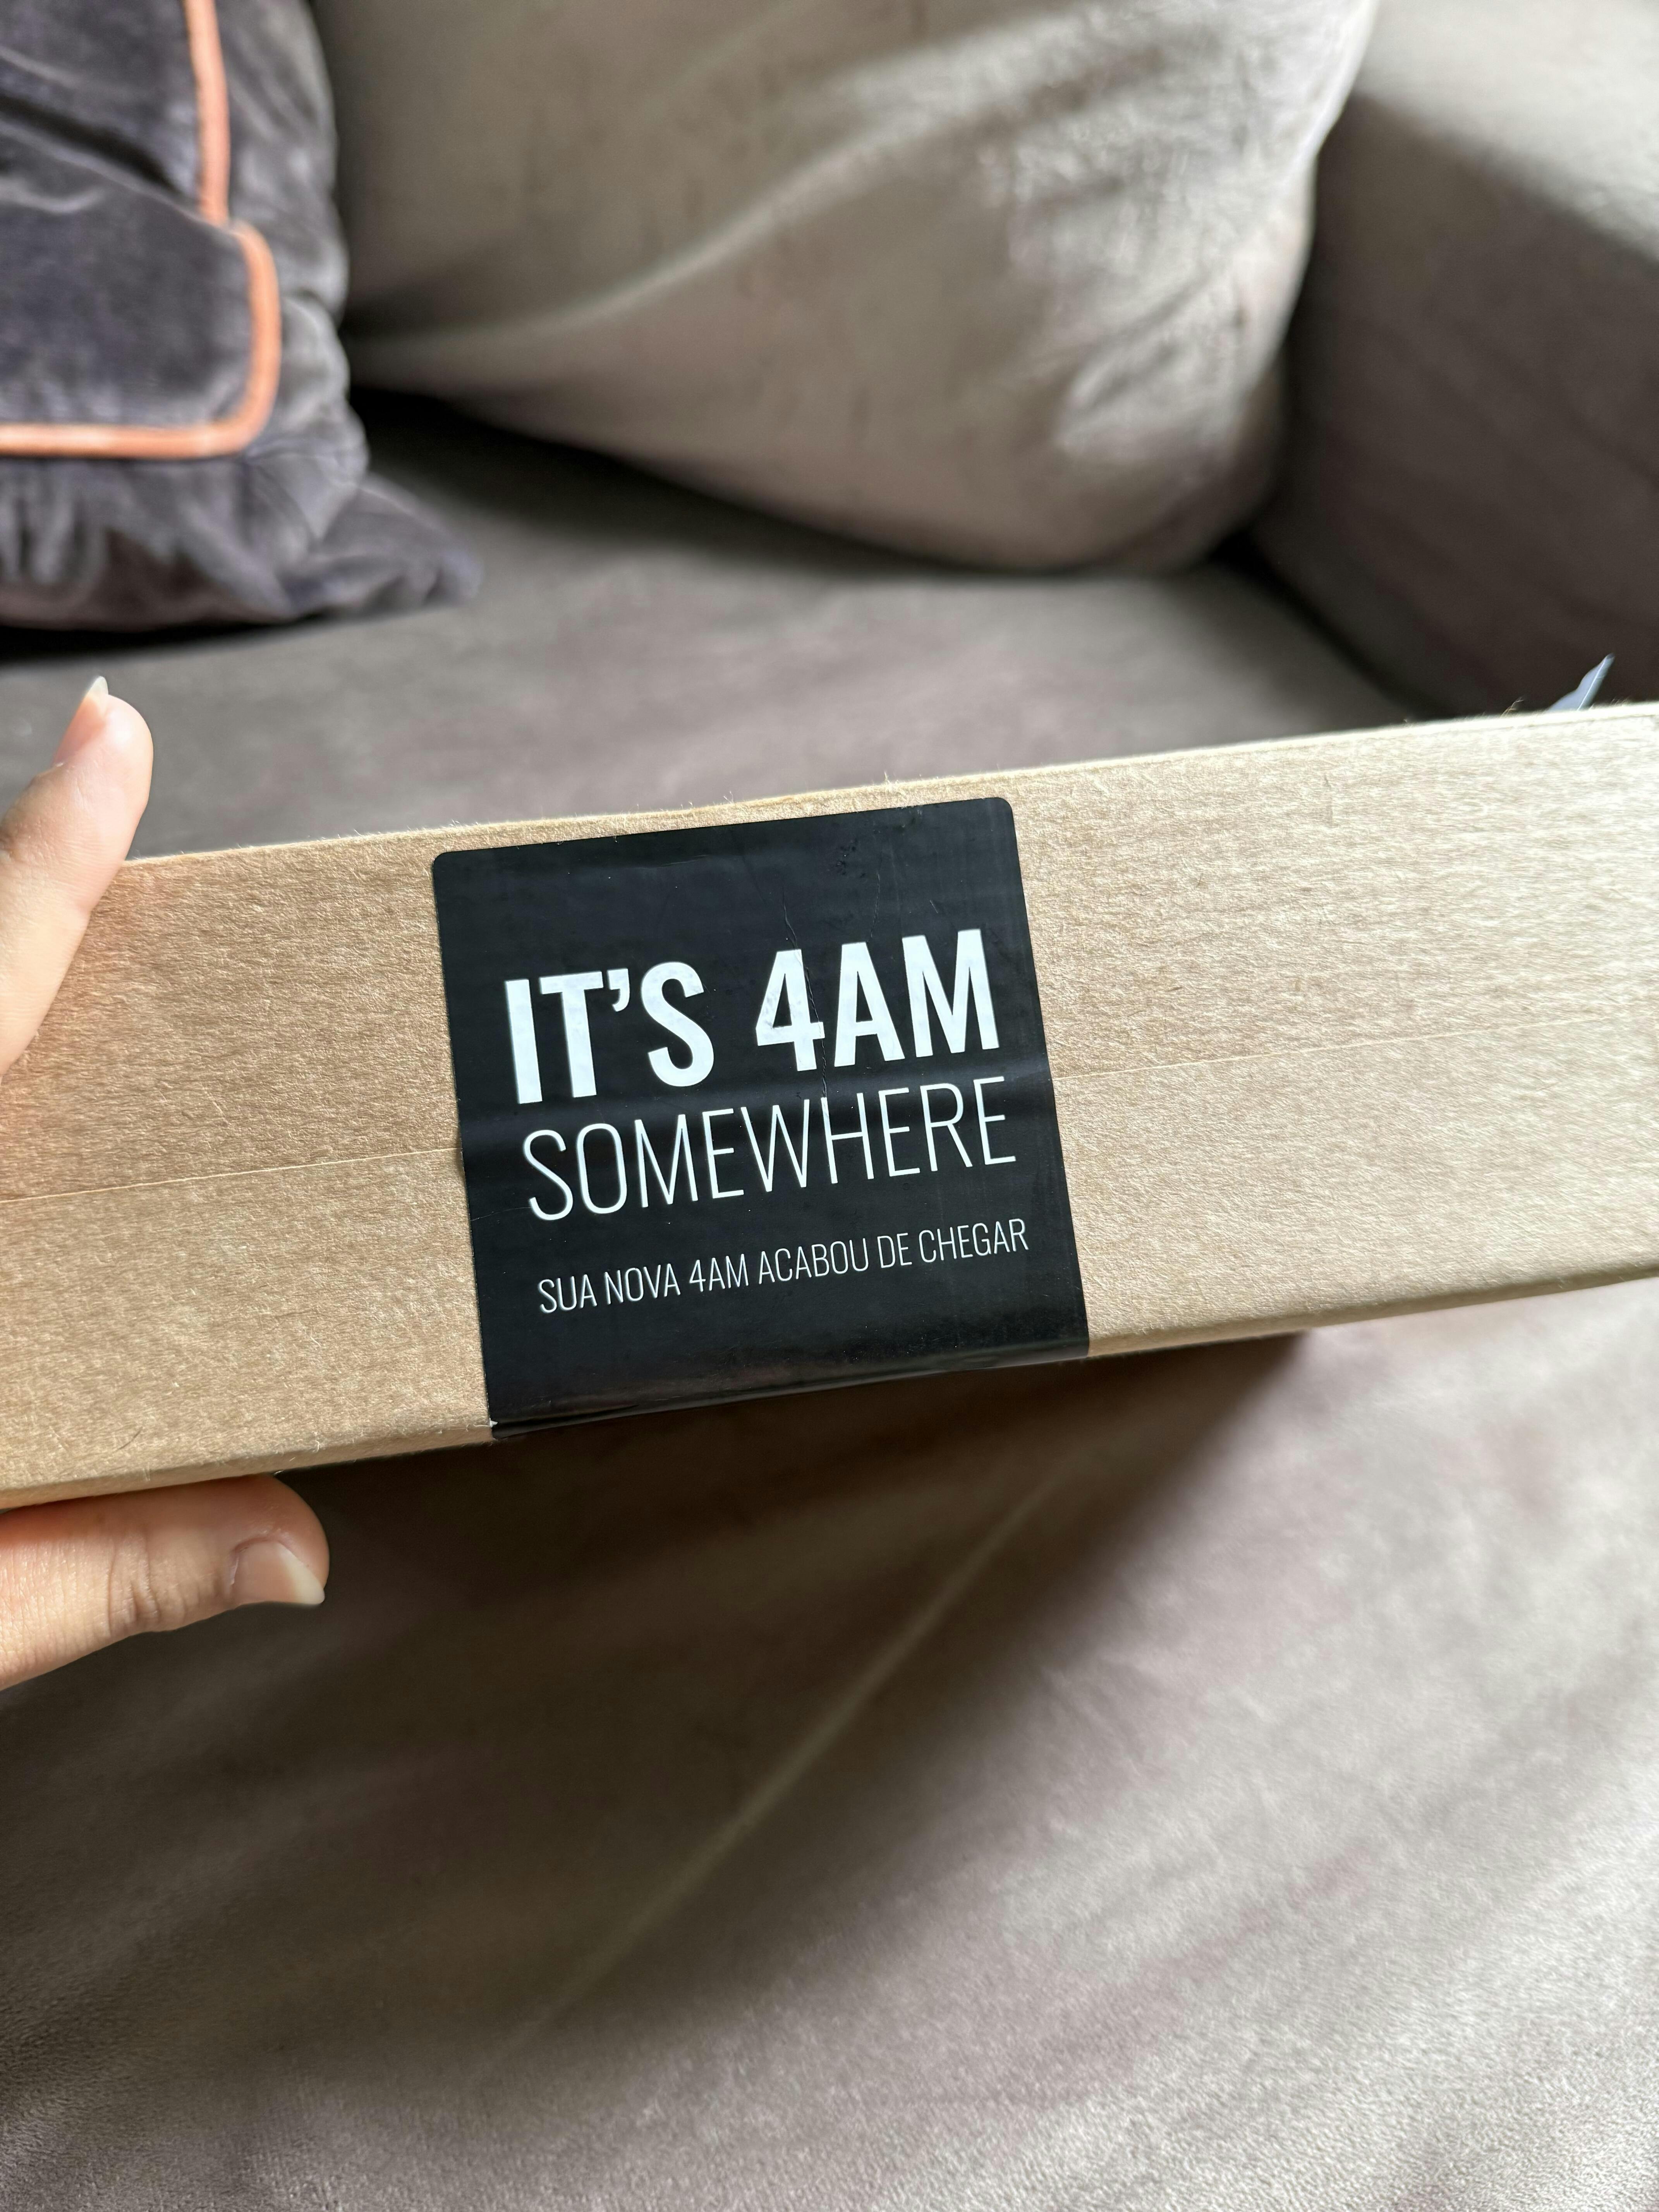 IT'S 4AM
SOMEWHERE
SUA NOVA 4AM ACABOU DE CHEGAR